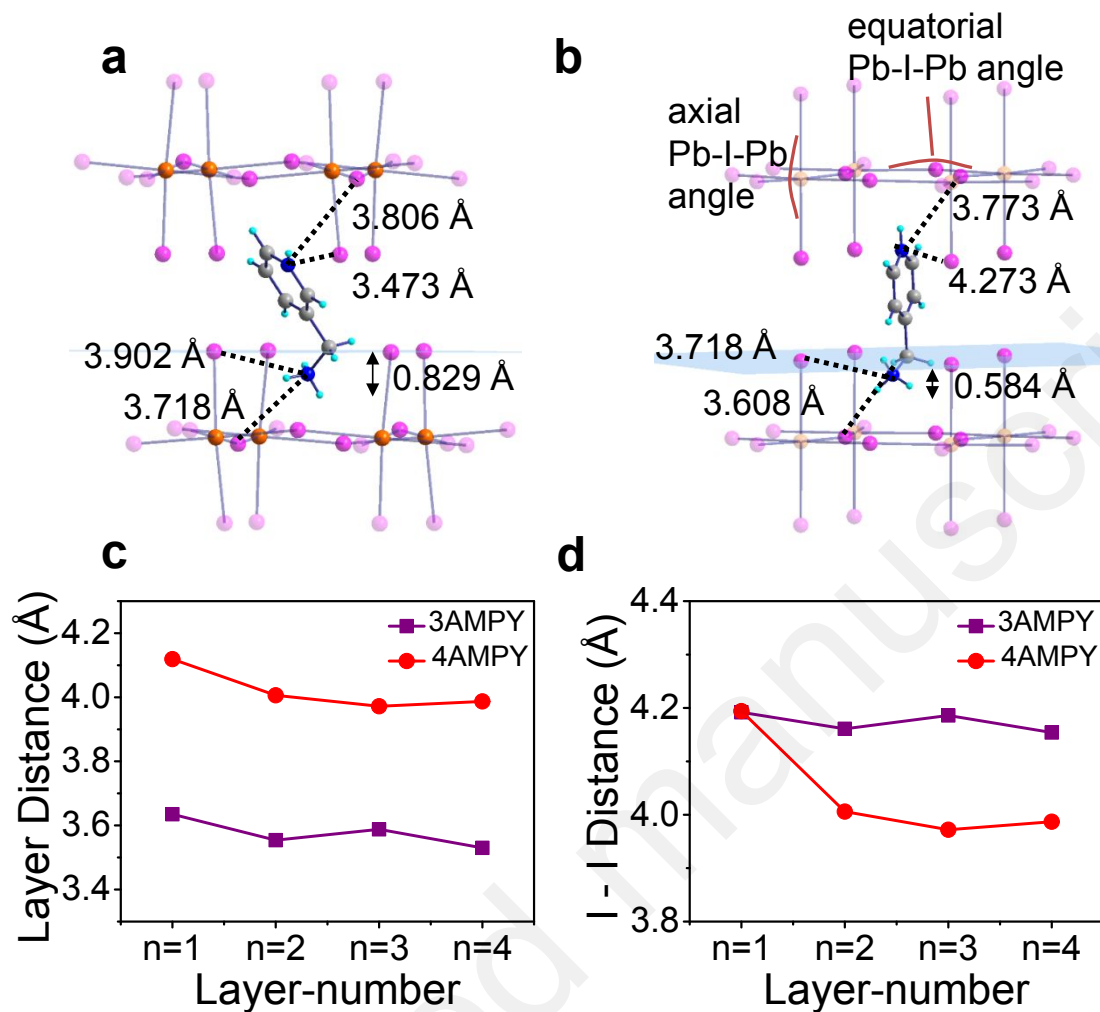 a
3.806 Å
3.473 Å
3.902 Å
0.829 Å
3.718 Å
b
equatorial
Pb-I-Pb angle
axial
Pb-I-Pb
angle
3.773 Å
4.273 Å
3.718 Å
0.584 Å
3.608 Å
c
Layer Distance (Å)
4.2
4.0
3.8
3.6
3.4
3AMPY
4AMPY
n=1 n=2 n=3 n=4
Layer-number
d
I - I Distance (Å)
4.4
4.2
4.0
3.8
3AMPY
4AMPY
n=1 n=2 n=3 n=4
Layer-number
d manuscri